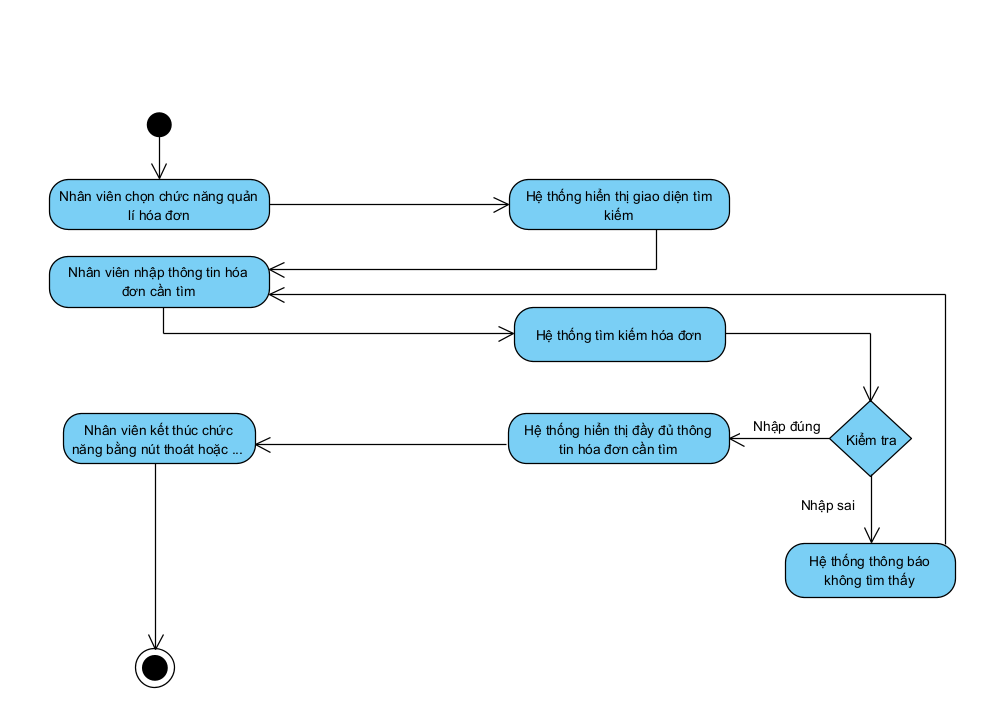 Nhân viên chọn chức năng quản
lí hóa đơn
Hệ thống hiển thị giao diện tìm
kiếm
Nhân viên nhập thông tin hóa
đơn cần tìm
Hệ thống tìm kiếm hóa đơn
Nhân viên kết thúc chức
năng bằng nút thoát hoặc ...
Hệ thống hiển thị đầy đủ thông
tin hóa đơn cần tìm
Nhập đúng
Kiểm tra
Nhập sai
Hệ thống thông báo
không tìm thấy